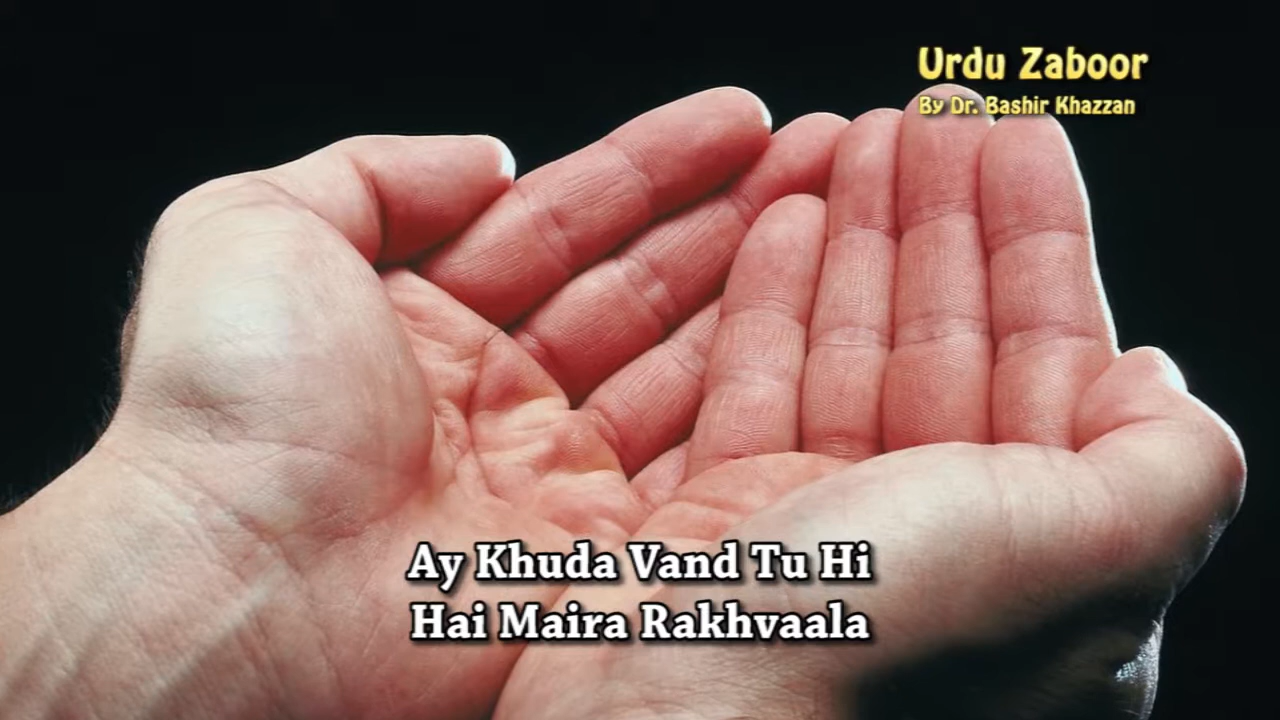 Urdu Zaboor
By Dr. Bashir Khazzan
Ay Khuda Vand Tu Hi
Hai Maira Rakhvaala